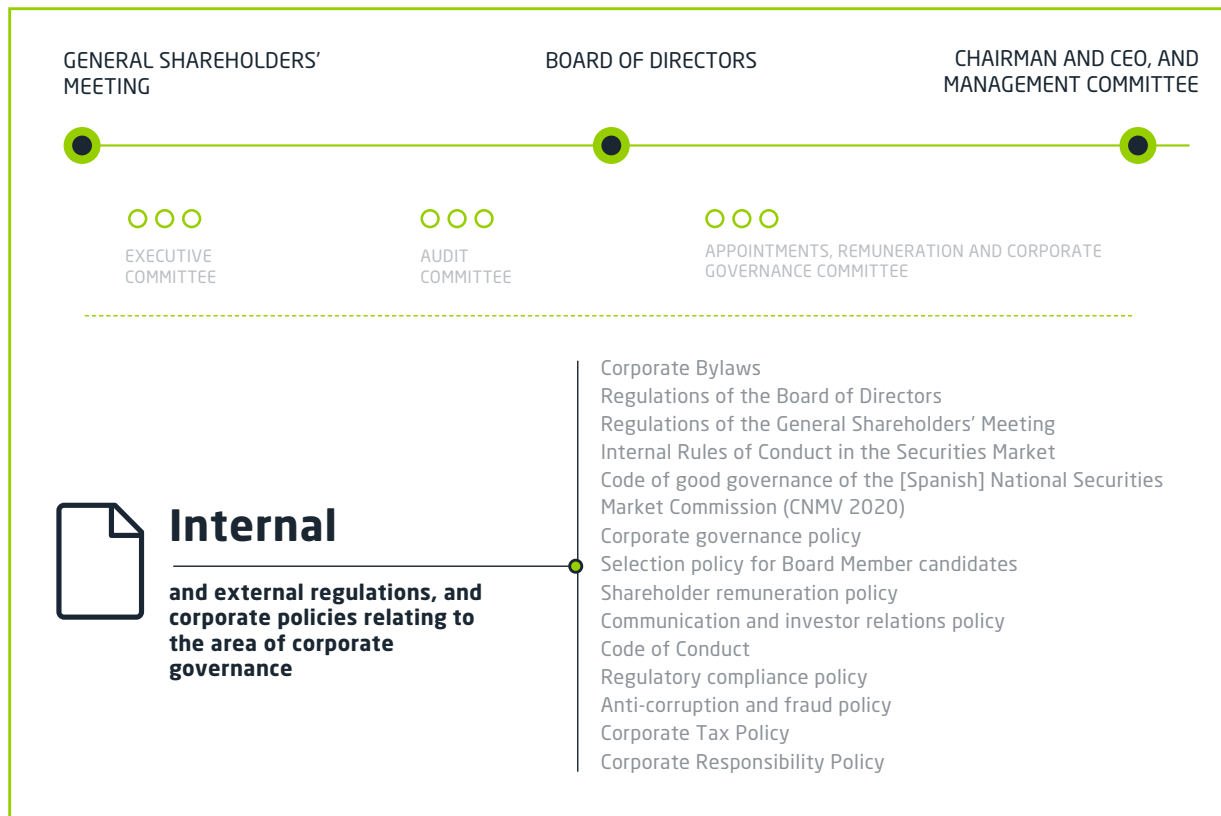 GENERAL SHAREHOLDERS’
MEETING
BOARD OF DIRECTORS
CHAIRMAN AND CEO, AND
MANAGEMENT COMMITTEE
EXECUTIVE
COMMITTEE
AUDIT
COMMITTEE
APPOINTMENTS, REMUNERATION AND CORPORATE
GOVERNANCE COMMITTEE
Internal
and external regulations, and
corporate policies relating to
the area of corporate
governance
Corporate Bylaws
Regulations of the Board of Directors
Regulations of the General Shareholders’ Meeting
Internal Rules of Conduct in the Securities Market
Code of good governance of the [Spanish] National Securities
Market Commission (CNMV 2020)
Corporate governance policy
Selection policy for Board Member candidates
Shareholder remuneration policy
Communication and investor relations policy
Code of Conduct
Regulatory compliance policy
Anti-corruption and fraud policy
Corporate Tax Policy
Corporate Responsibility Policy